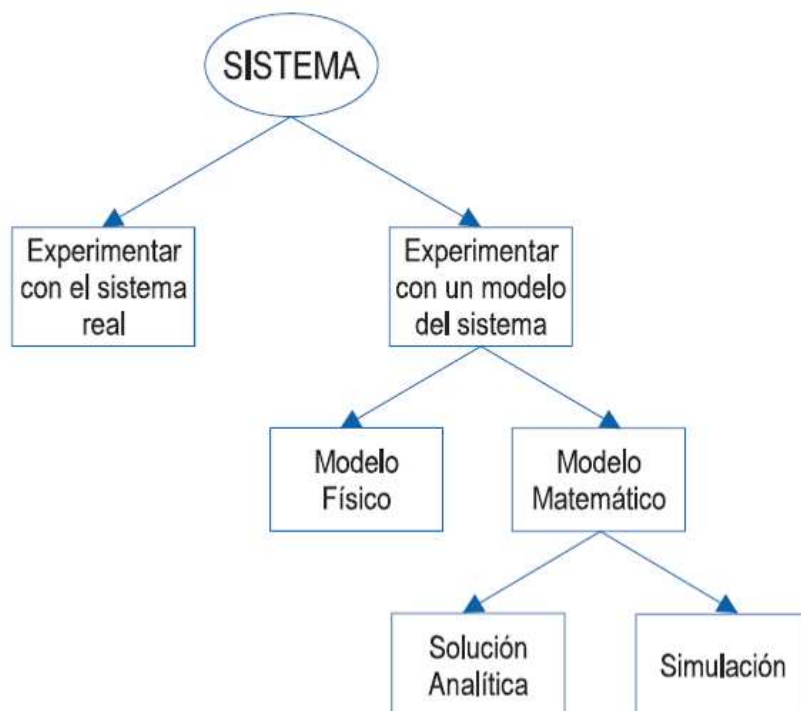 SISTEMA
Experimentar
con el sistema
real
Experimentar
con un modelo
del sistema
Modelo
Físico
Modelo
Matemático
Solución
Analítica
Simulación